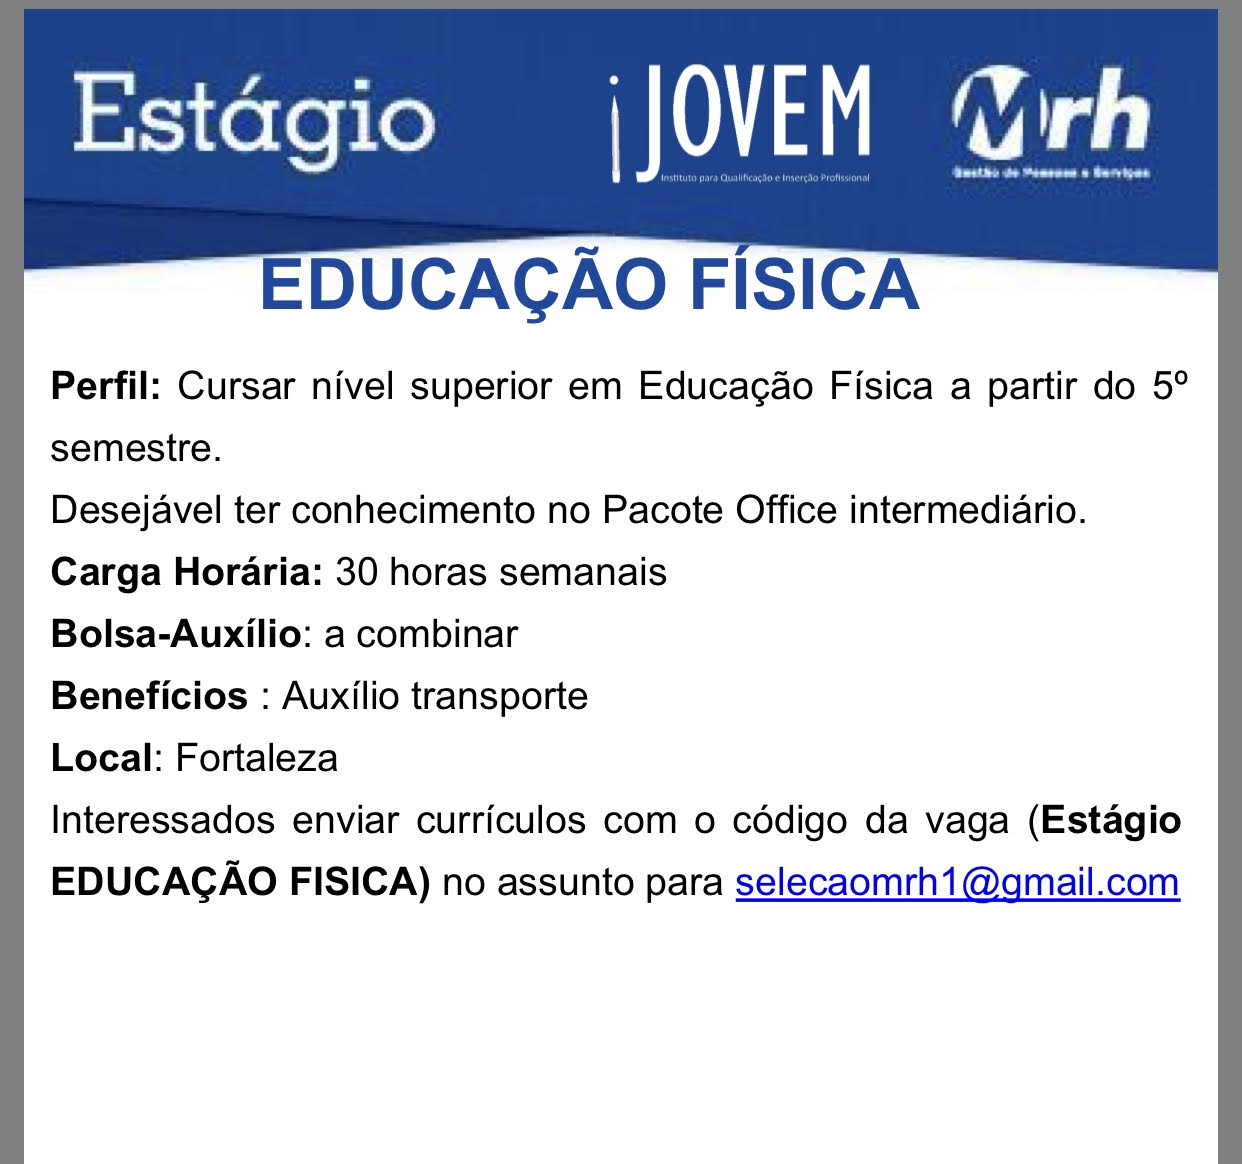 Estágio
iJOVEM
Instituto para Qualificação e Inserção Profissional
Mrh
Gestão de Pessoas e Serviços
EDUCAÇÃO FÍSICA
Perfil: Cursar nível superior em Educação Física a partir do 5º
semestre.
Desejável ter conhecimento no Pacote Office intermediário.
Carga Horária: 30 horas semanais
Bolsa-Auxílio: a combinar
Benefícios : Auxílio transporte
Local: Fortaleza
Interessados enviar currículos com o código da vaga (Estágio
EDUCAÇÃO FISICA) no assunto para selecaomrh1@gmail.com